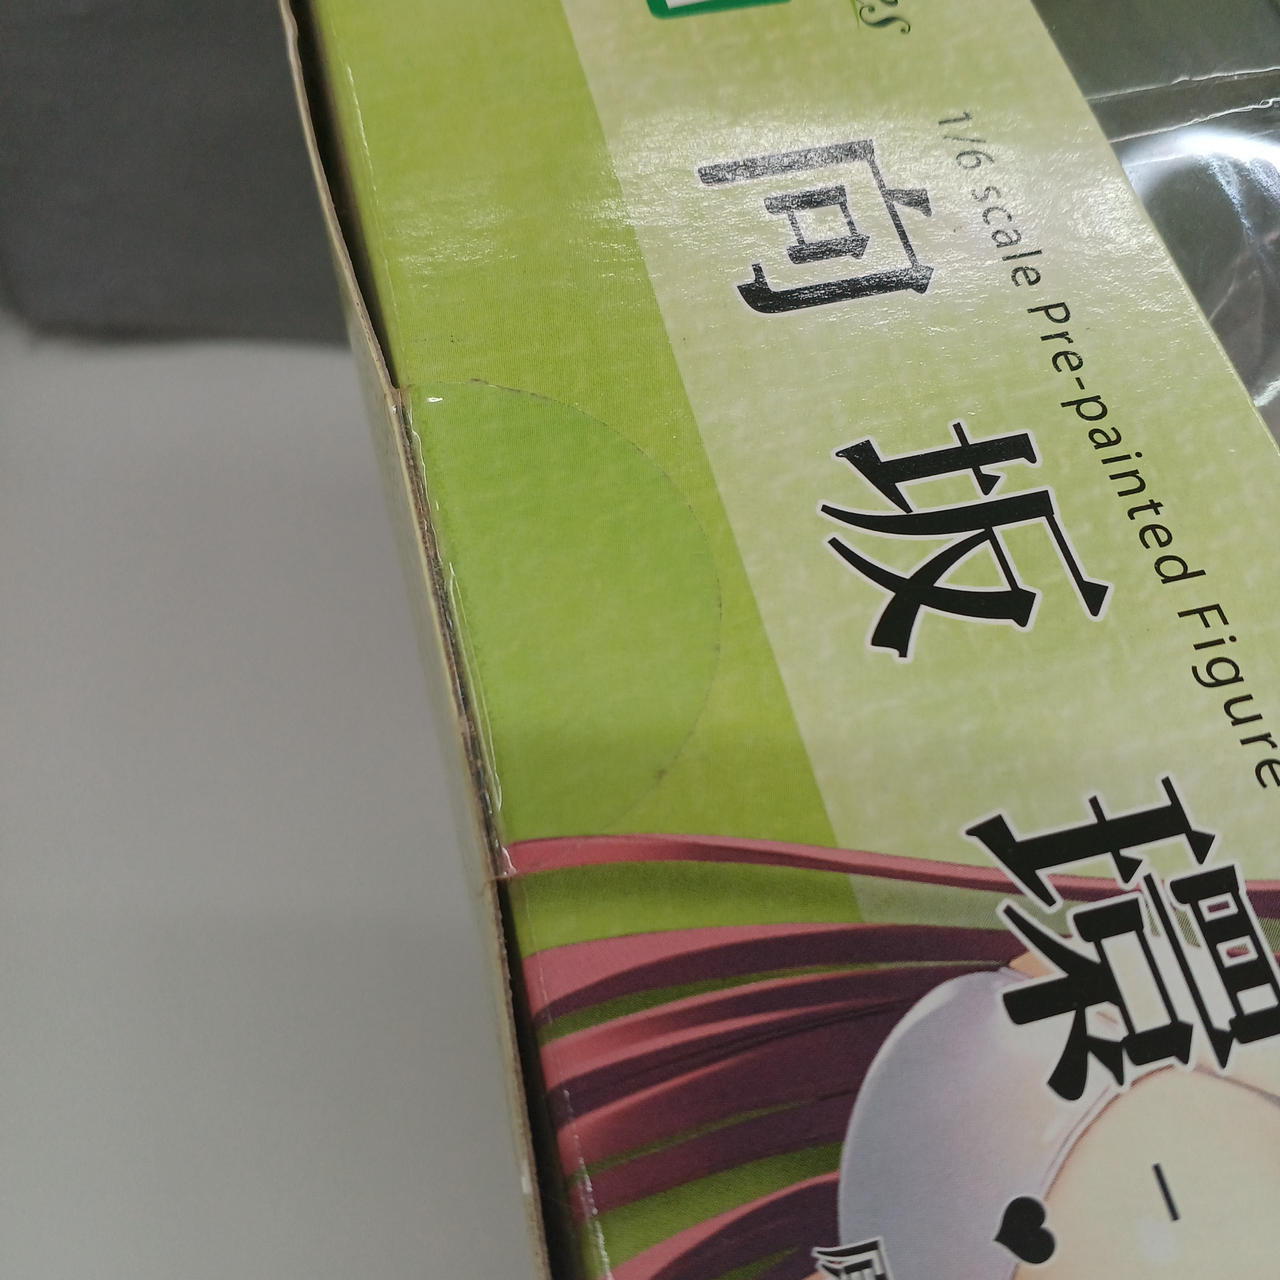 1/6 scale Pre-painted Figure
向坂環